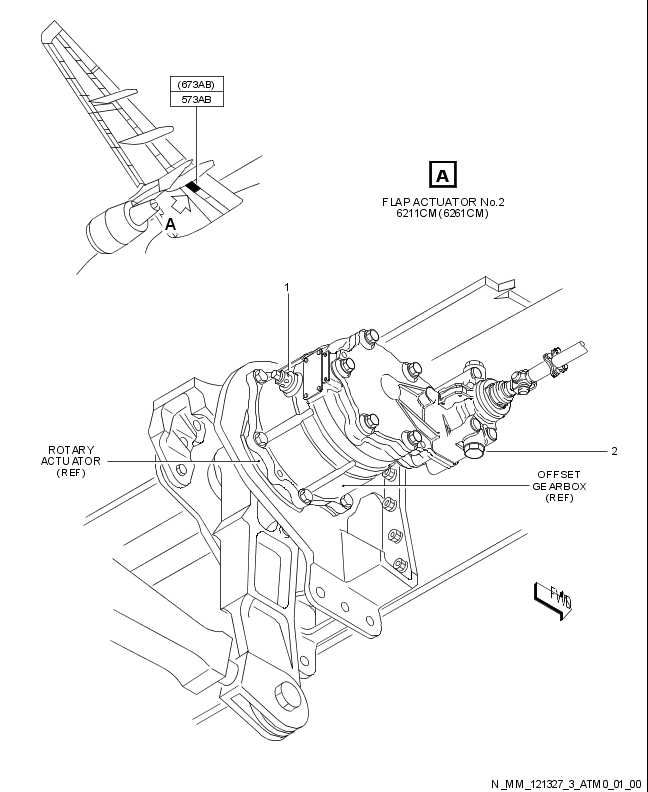 (673AB)
573AB
A
A
FLAP ACTUATOR No.2
6211CM(6261CM)
1
ROTARY
ACTUATOR
(REF)
2
OFFSET
GEARBOX
(REF)
FWD
N_MM_121327_3_ATM0_01_00